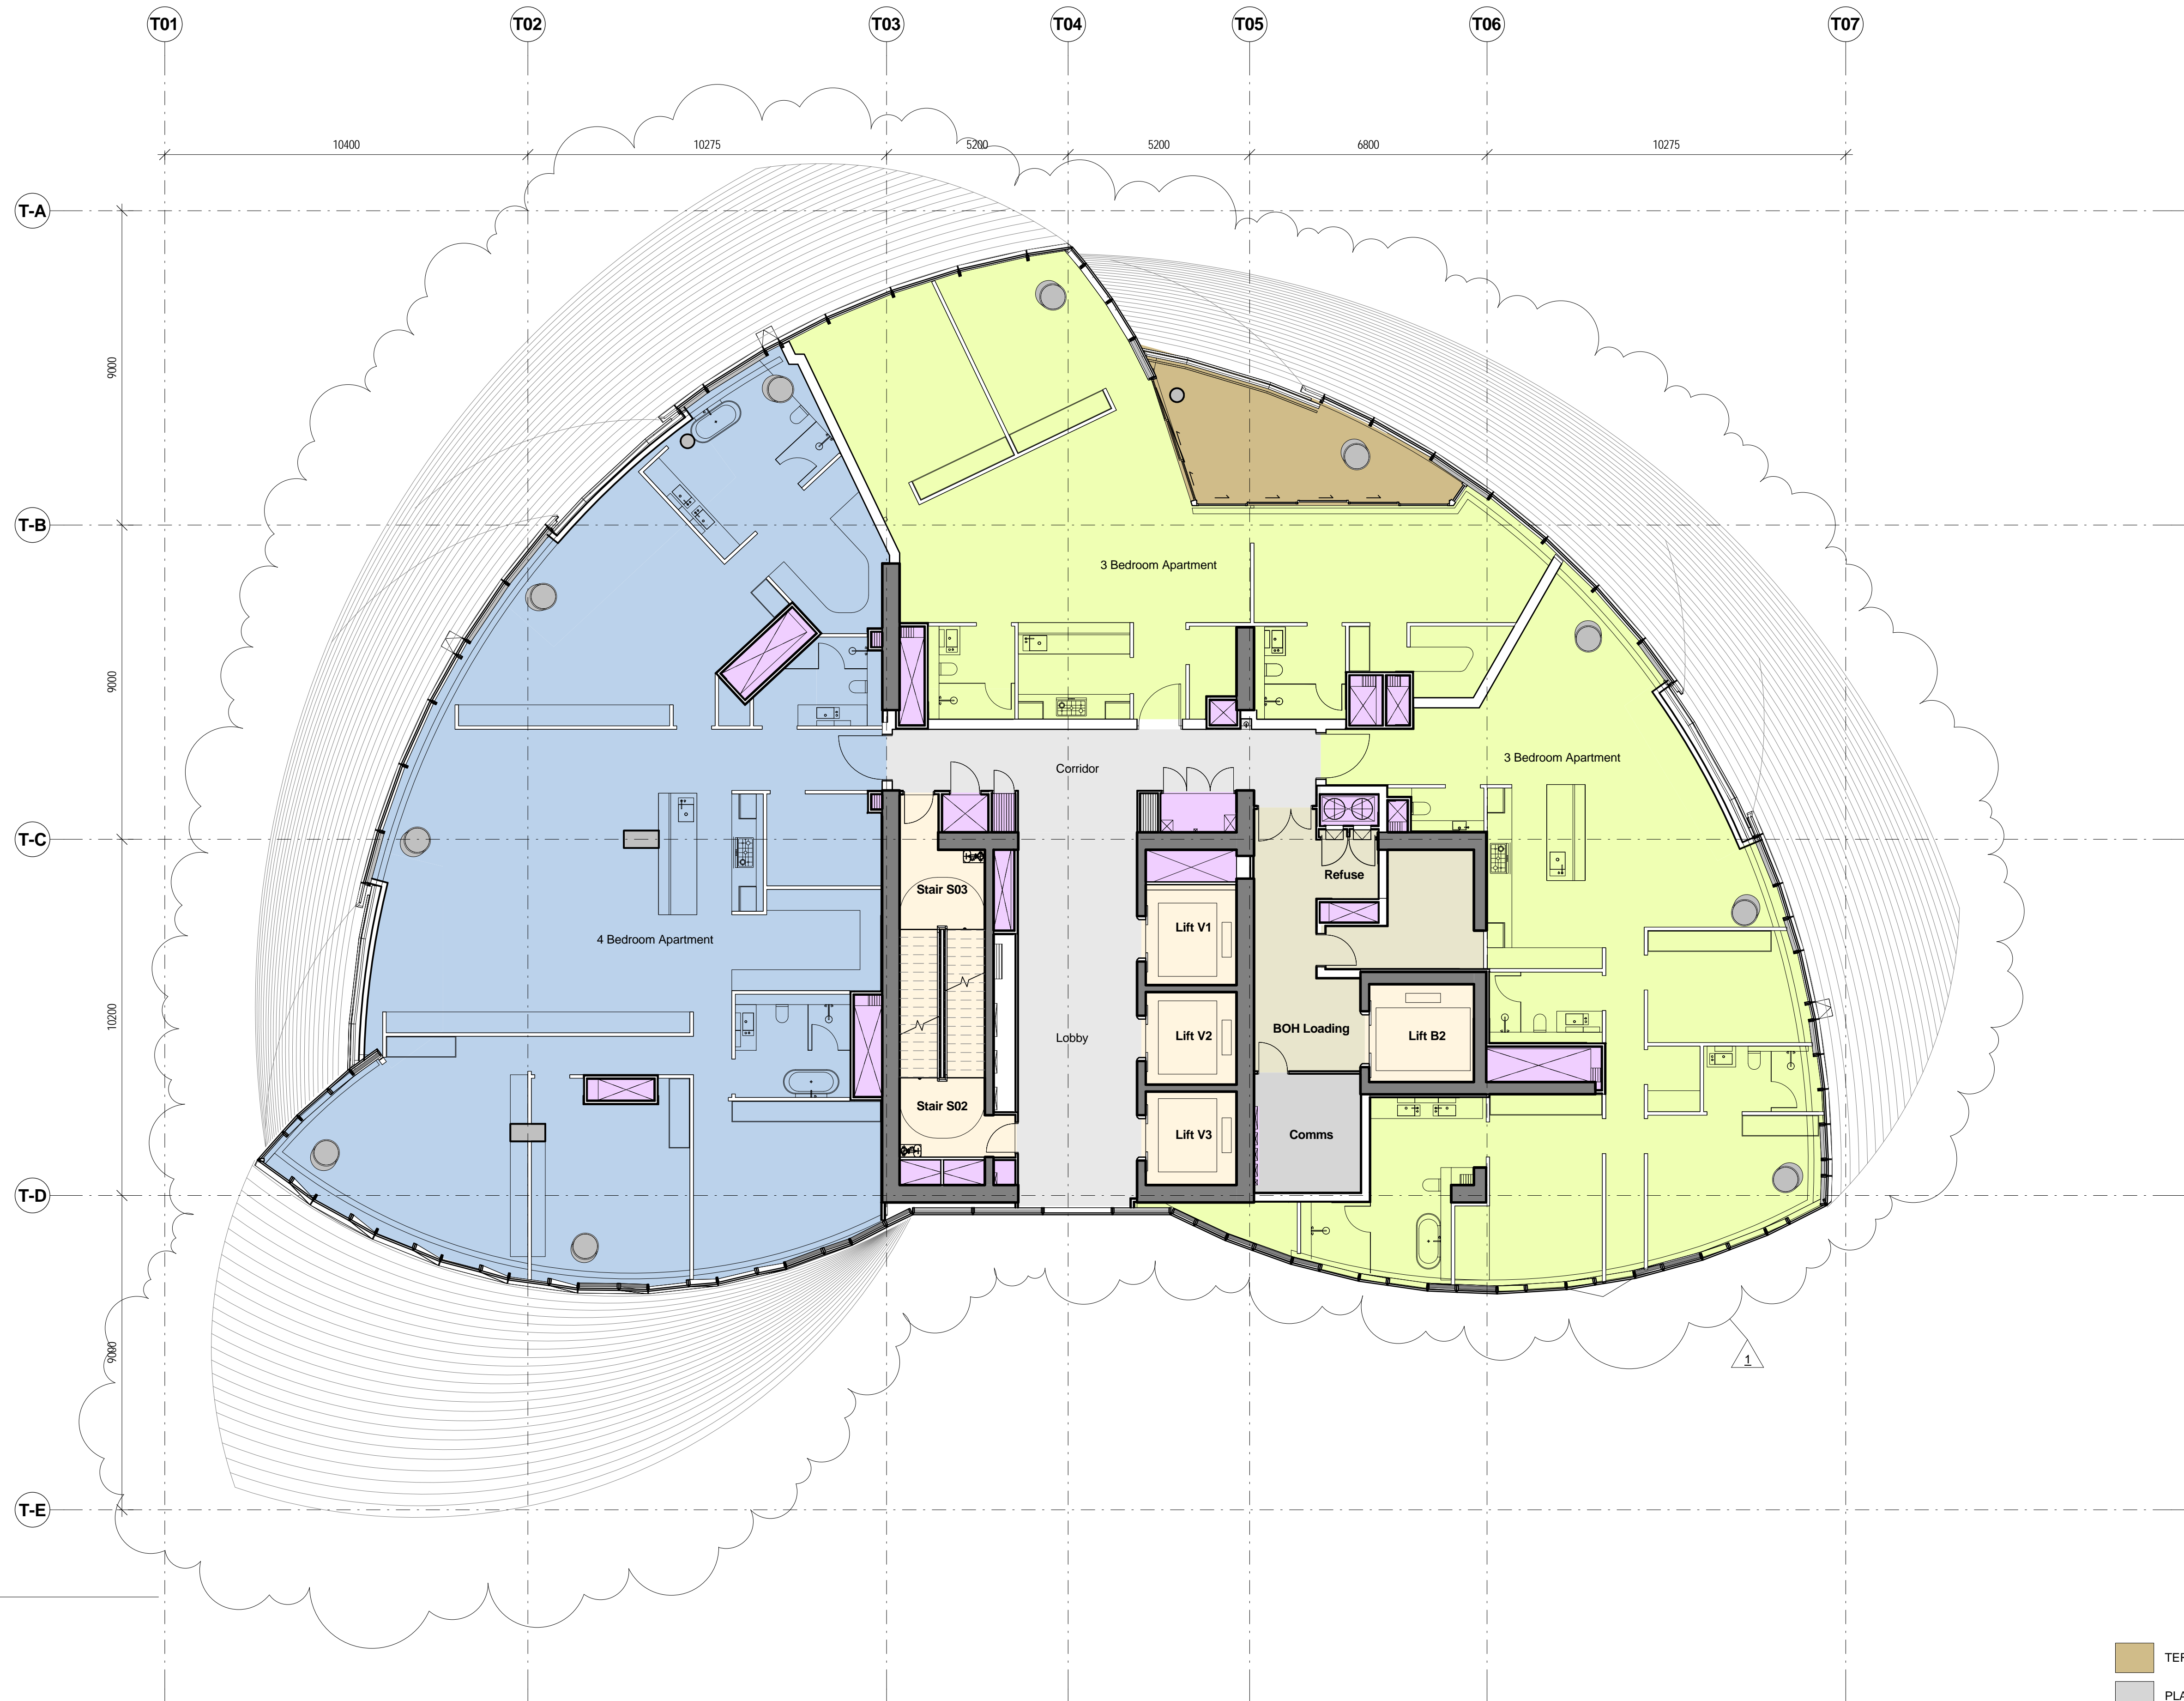 T01 T02 T03 T04 T05 T06 T07
10400 10275 5200 5200 6800 10275
T-A
9000
T-B
3 Bedroom Apartment
9000
3 Bedroom Apartment
Corridor
T-C
Refuse
Stair S03
Lift V1
4 Bedroom Apartment
10200
BOH Loading
Lift V2
Lift B2
Lobby
Stair S02
Lift V3
Comms
T-D
9090
1
T-E